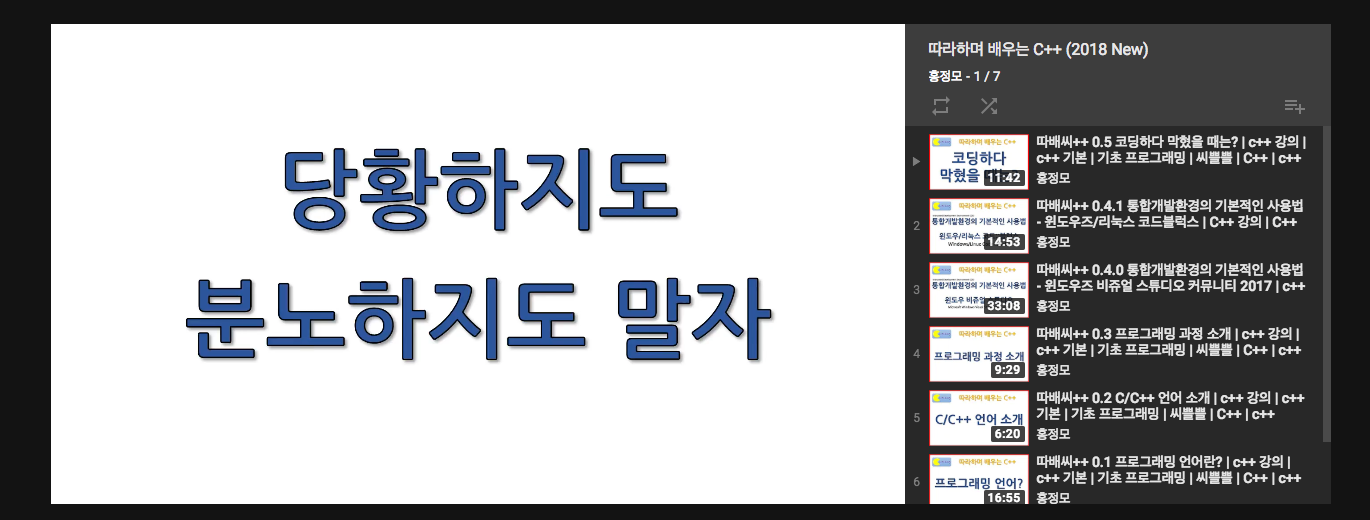 당황하지도
분노하지도 말자
따라하며 배우는 C++ (2018 New)
홍정모 - 1 / 7
따라하며 배우는 C++
코딩하다
막혔을
11:42
따배씨++ 0.5 코딩하다 막혔을 때는? | c++ 강의 |
c++ 기본 | 기초 프로그래밍 | 씨쁠쁠 | C++ | c++
홍정모
2
따라하며 배우는 C++
통합개발환경의 기본적인 사용법
윈도우/리눅스
14:53
따배씨++ 0.4.1 통합개발환경의 기본적인 사용법
- 윈도우즈/리눅스 코드블럭스 | C++ 강의 | C++
홍정모
3
따라하며 배우는 C++
통합개발환경의 기본적인 사용법
윈도우 비쥬얼
33:08
따배씨++ 0.4.0 통합개발환경의 기본적인 사용법
- 윈도우즈 비쥬얼 스튜디오 커뮤니티 2017 | c++
홍정모
4
따라하며 배우는 C++
프로그래밍 과정 소개
9:29
따배씨++ 0.3 프로그래밍 과정 소개 | c++ 강의 |
c++ 기본 | 기초 프로그래밍 | 씨쁠쁠 | C++ | c++
홍정모
5
따라하며 배우는 C++
C/C++ 언어 소개
6:20
따배씨++ 0.2 C/C++ 언어 소개 | c++ 강의 | c++
기본 | 기초 프로그래밍 | 씨쁠쁠 | C++ | c++
홍정모
6
따라하며 배우는 C++
프로그래밍 언어?
16:55
따배씨++ 0.1 프로그래밍 언어란? | c++ 강의 |
c++ 기본 | 기초 프로그래밍 | 씨쁠쁠 | C++ | c++
홍정모